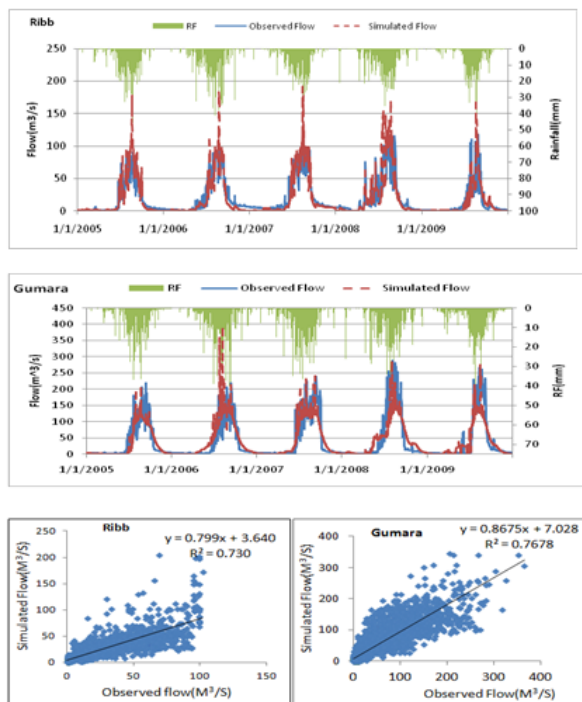 Ribb
RF Observed Flow Simulated Flow
250
200
150
100
50
0
Flow(m3/s)
0
10
20
30
40
50
60
70
80
90
100
Rainfall(mm)
1/1/2005 1/1/2006 1/1/2007 1/1/2008 1/1/2009
Gumara
RF Observed Flow Simulated Flow
450
400
350
300
250
200
150
100
50
0
Flow(m^3/s)
0
10
20
30
40
50
60
70
RF(mm)
1/1/2005 1/1/2006 1/1/2007 1/1/2008 1/1/2009
Ribb
y = 0.799x + 3.640
R² = 0.730
250
200
150
100
50
0
Simulated Flow(M³/S)
0 50 100 150
Observed flow(M³/S)
Gumara
y = 0.8675x + 7.028
R² = 0.7678
400
300
200
100
0
Simulated Flow(M³/S)
0 200 400
Observed Flow(M³/S)